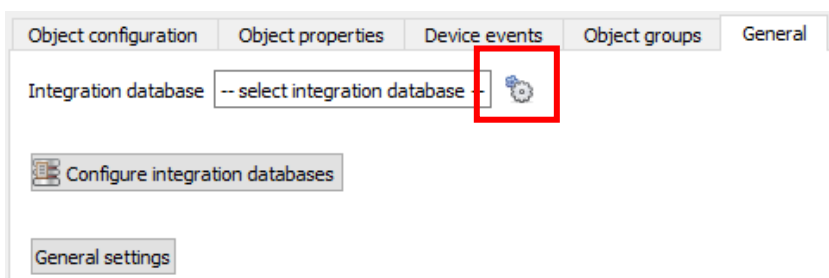 Object configuration Object properties Device events Object groups General
Integration database -- select integration database --
Configure integration databases
General settings